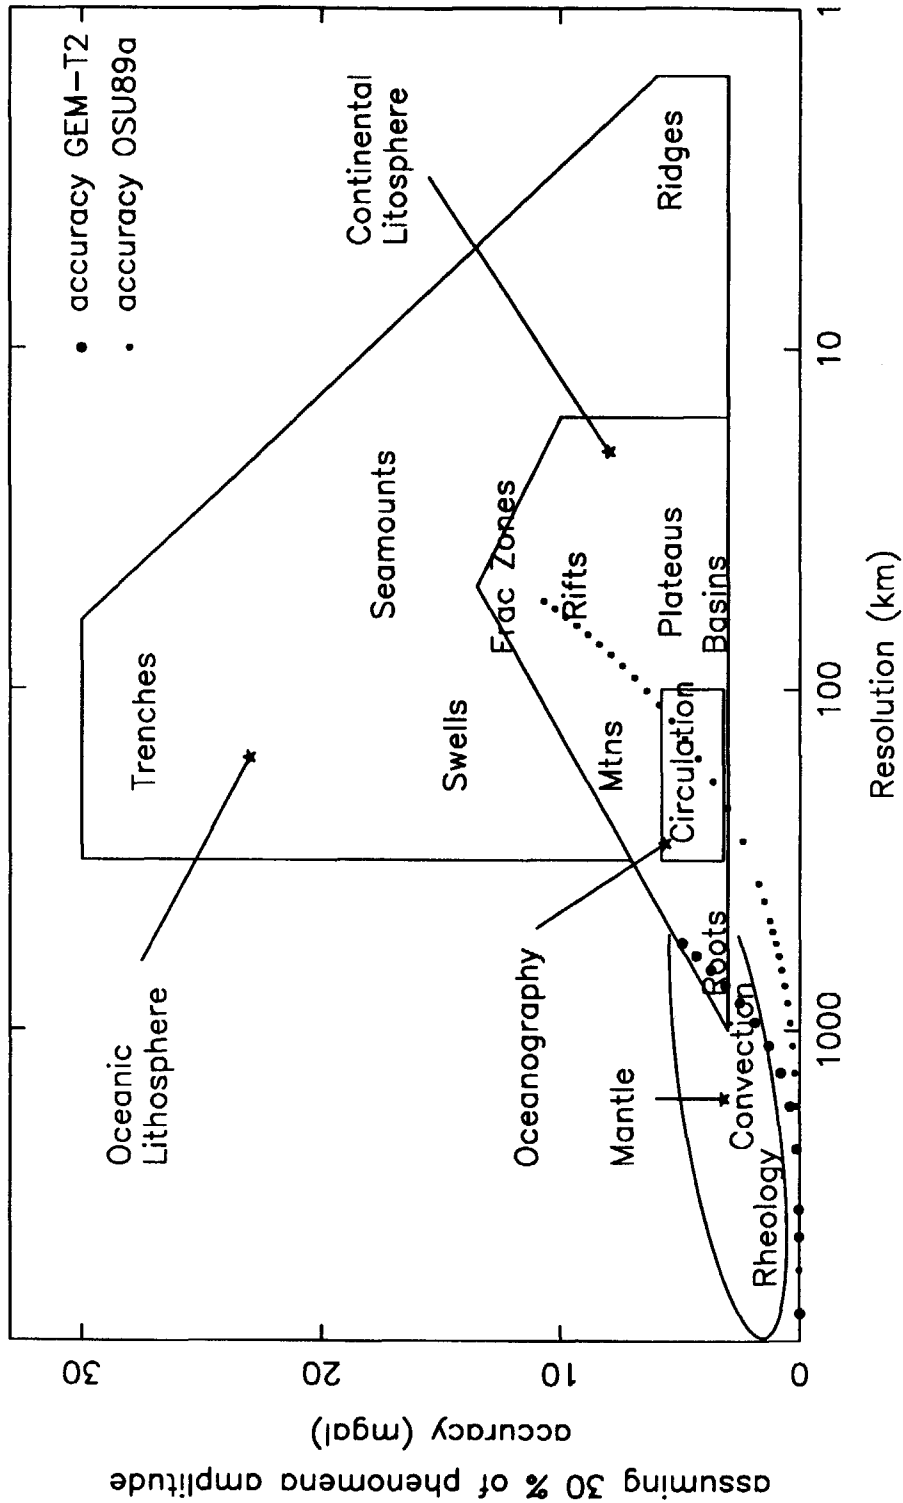 accuracy GEM-T2
accuracy OSU89a
Oceanic
Lithosphere
Trenches
Seamounts
Continental
Litosphere
Swells
Frac Zones
Oceanography
Mantle
Mtns
Rifts
Plateaus
Ridges
Circulation
Basins
Roots
Convection
Rheology
30
20
10
0
1000
100
10
1
Resolution (km)
accuracy (mgal)
assuming 30 % of phenomena amplitude